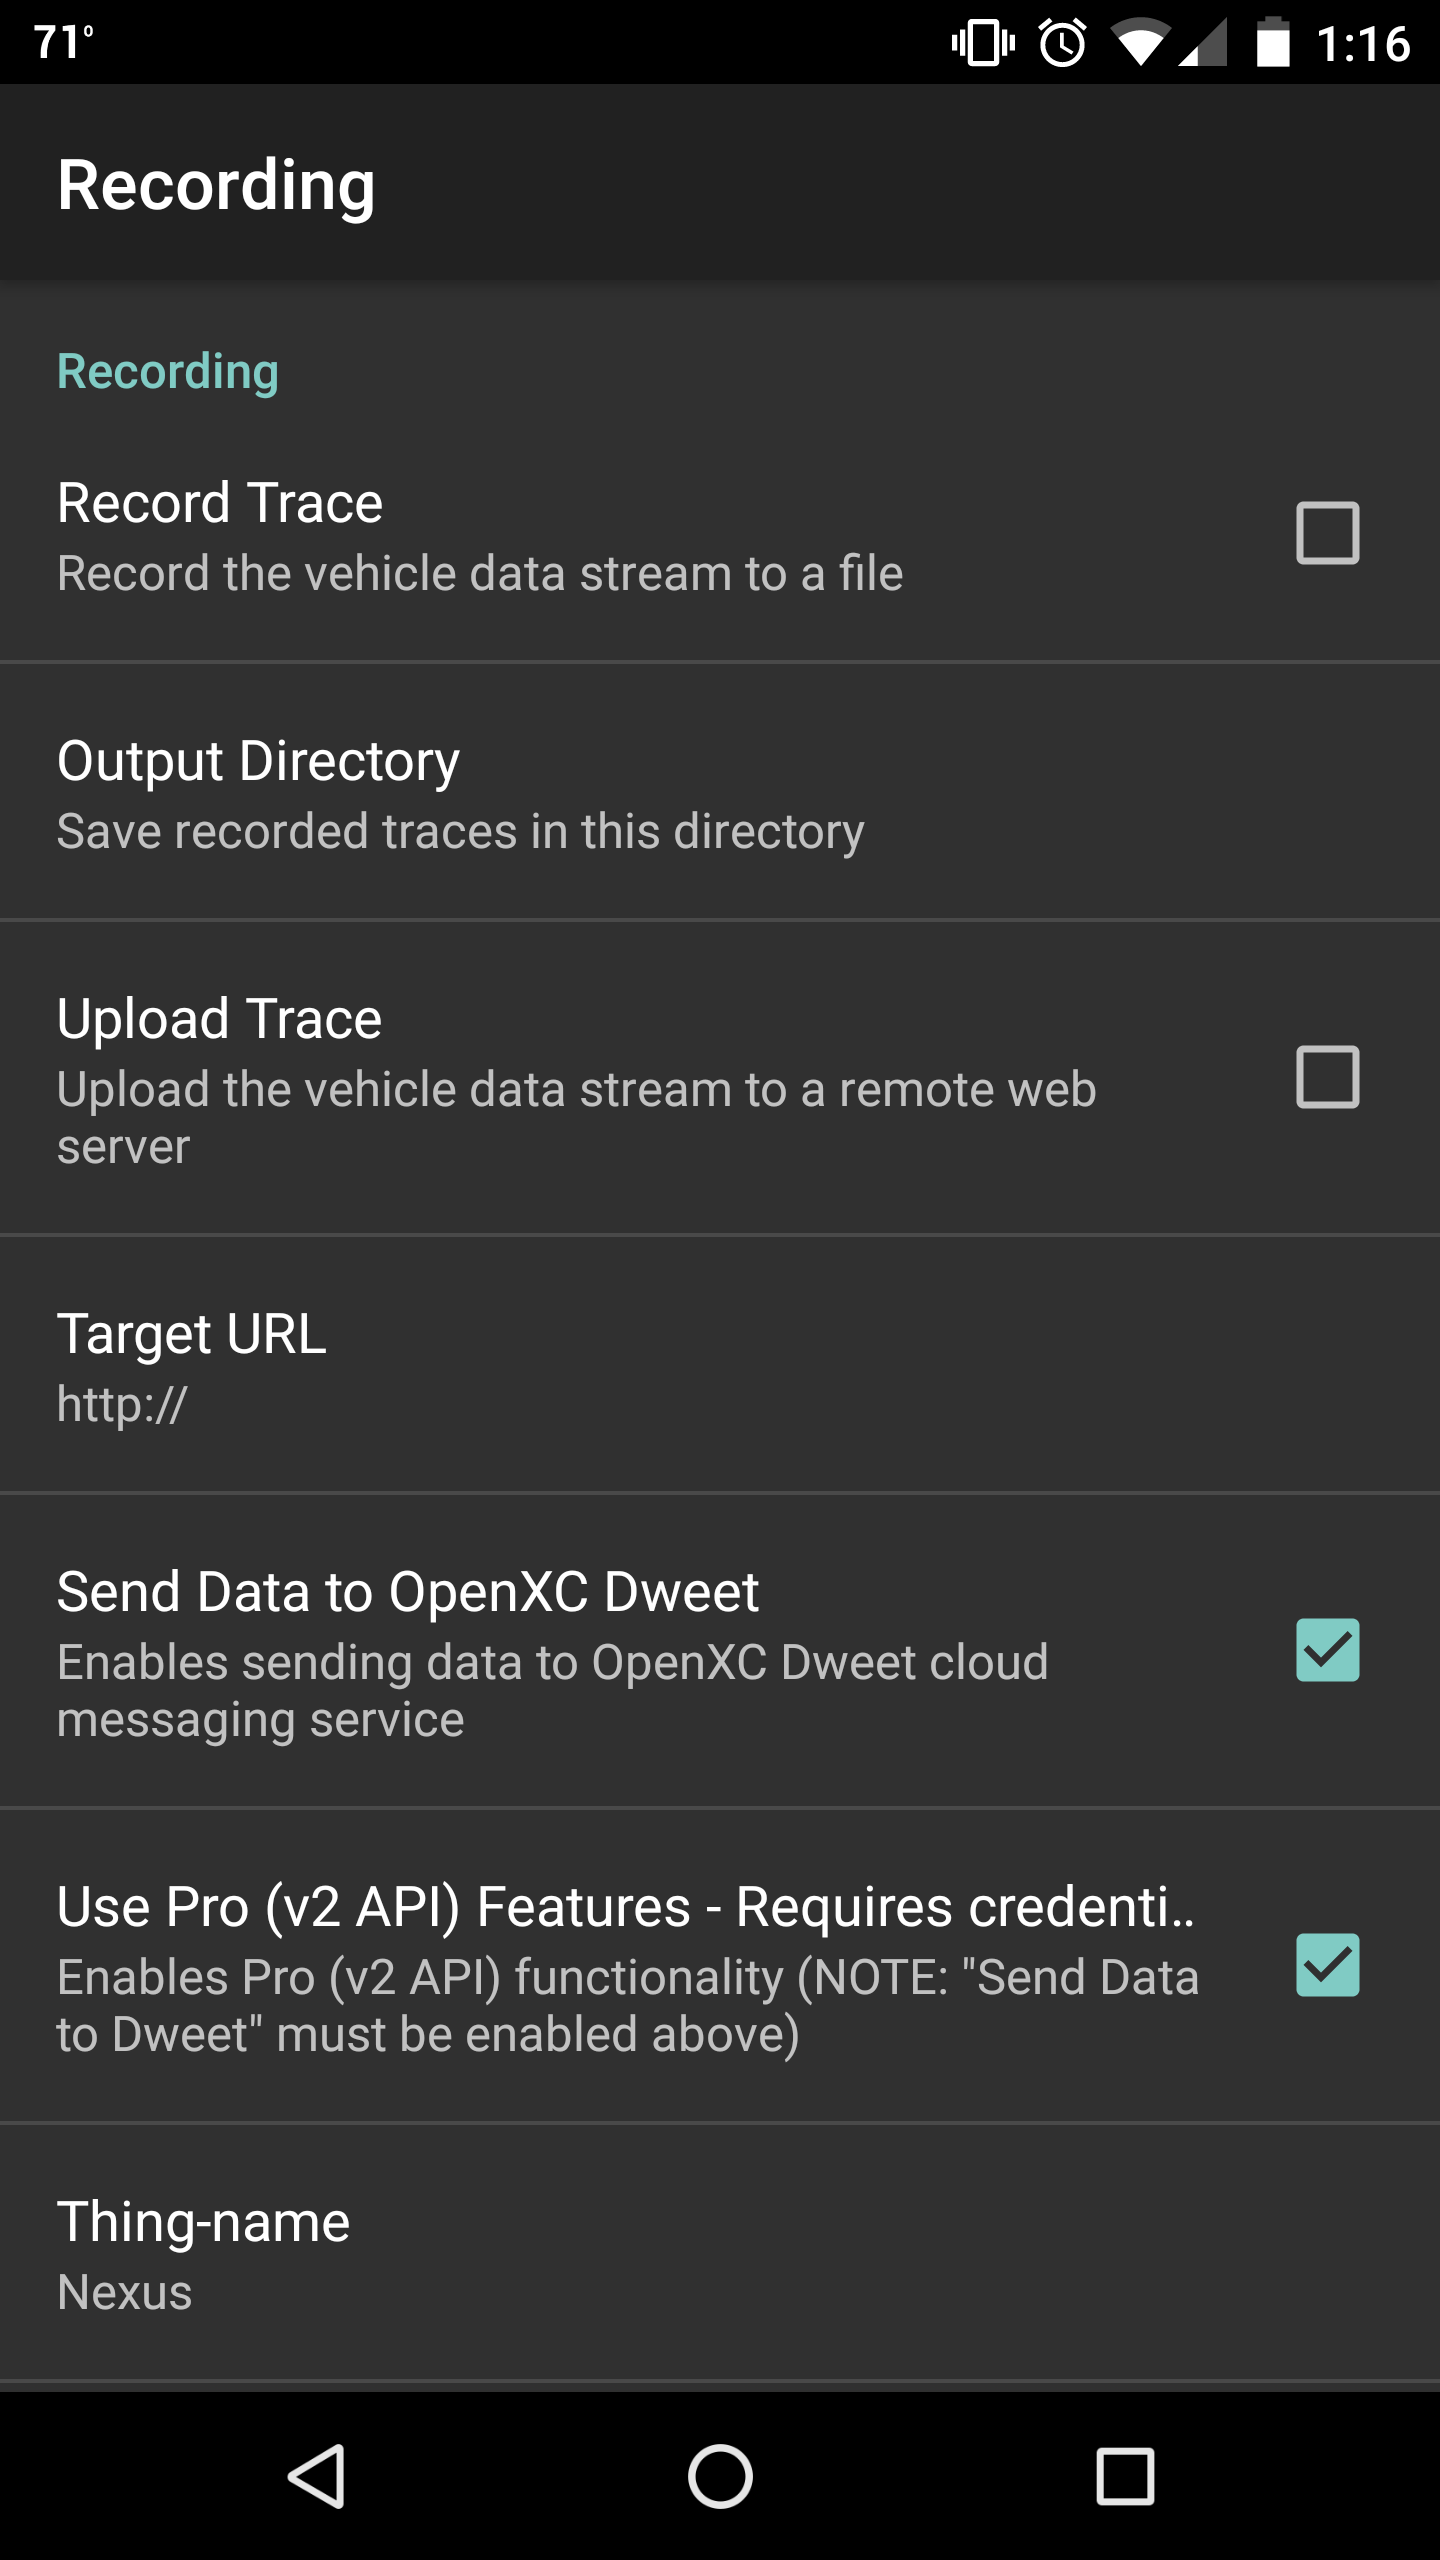 71°
1:16
Recording
Recording
Record Trace
Record the vehicle data stream to a file
Output Directory
Save recorded traces in this directory
Upload Trace
Upload the vehicle data stream to a remote web
server
Target URL
http://
Send Data to OpenXC Dweet
Enables sending data to OpenXC Dweet cloud
messaging service
Use Pro (v2 API) Features - Requires credenti..
Enables Pro (v2 API) functionality (NOTE: "Send Data
to Dweet" must be enabled above)
Thing-name
Nexus